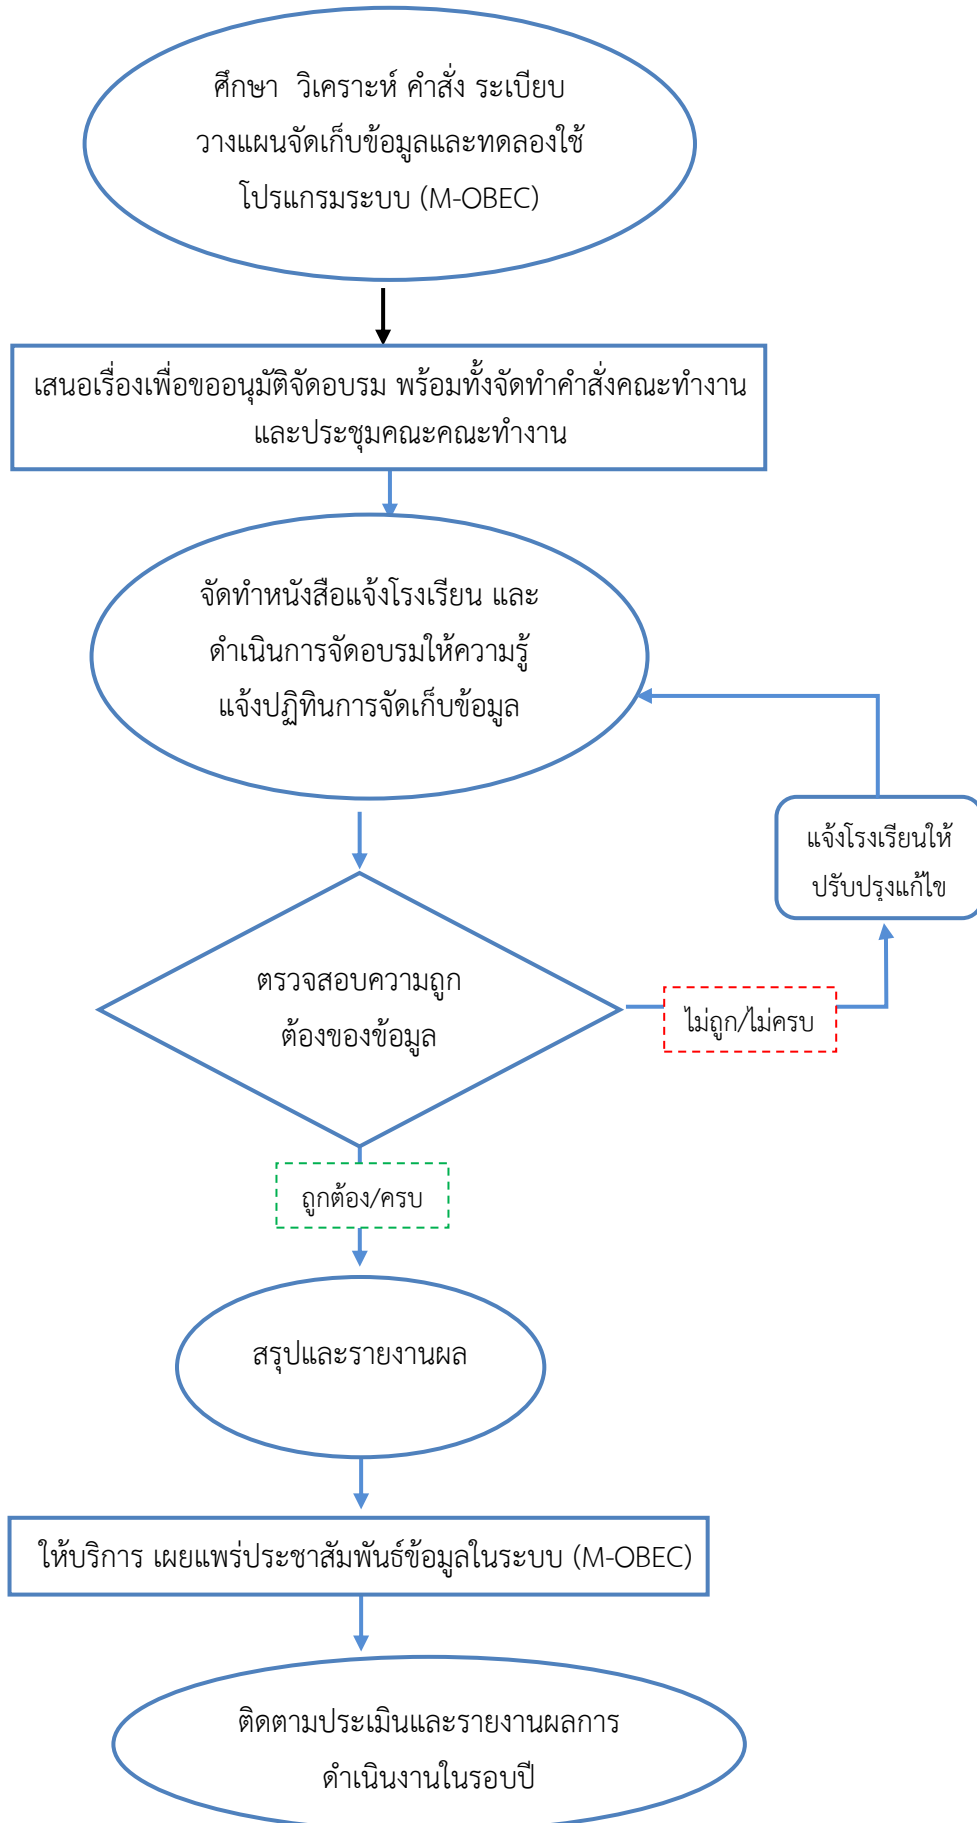 ศึกษา วิเคราะห์ คำสั่ง ระเบียบ
วางแผนจัดเก็บข้อมูลและทดลองใช้
โปรแกรมระบบ (M-OBEC)
เสนอเรื่องเพื่อขออนุมัติจัดอบรม พร้อมทั้งจัดทำคำสั่งคณะทำงาน
และประชุมคณะคณะทำงาน
จัดทำหนังสือแจ้งโรงเรียน และ
ดำเนินการจัดอบรมให้ความรู้
แจ้งปฏิทินการจัดเก็บข้อมูล
แจ้งโรงเรียนให้
ปรับปรุงแก้ไข
ตรวจสอบความถูก
ต้องของข้อมูล
ไม่ถูก/ไม่ครบ
ถูกต้อง/ครบ
สรุปและรายงานผล
ให้บริการ เผยแพร่ประชาสัมพันธ์ข้อมูลในระบบ (M-OBEC)
ติดตามประเมินและรายงานผลการ
ดำเนินงานในรอบปี